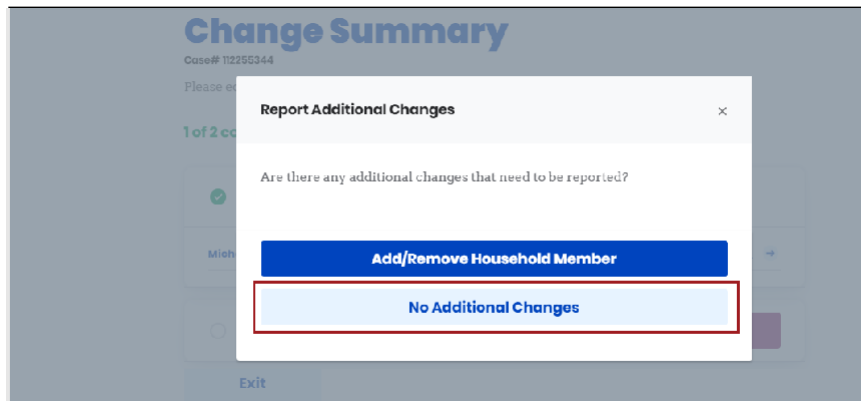 Change Summary
Case# 112255344
Please
Report Additional Changes
×
1 of 2
Are there any additional changes that need to be reported?
Add/Remove Household Member
No Additional Changes
Exit